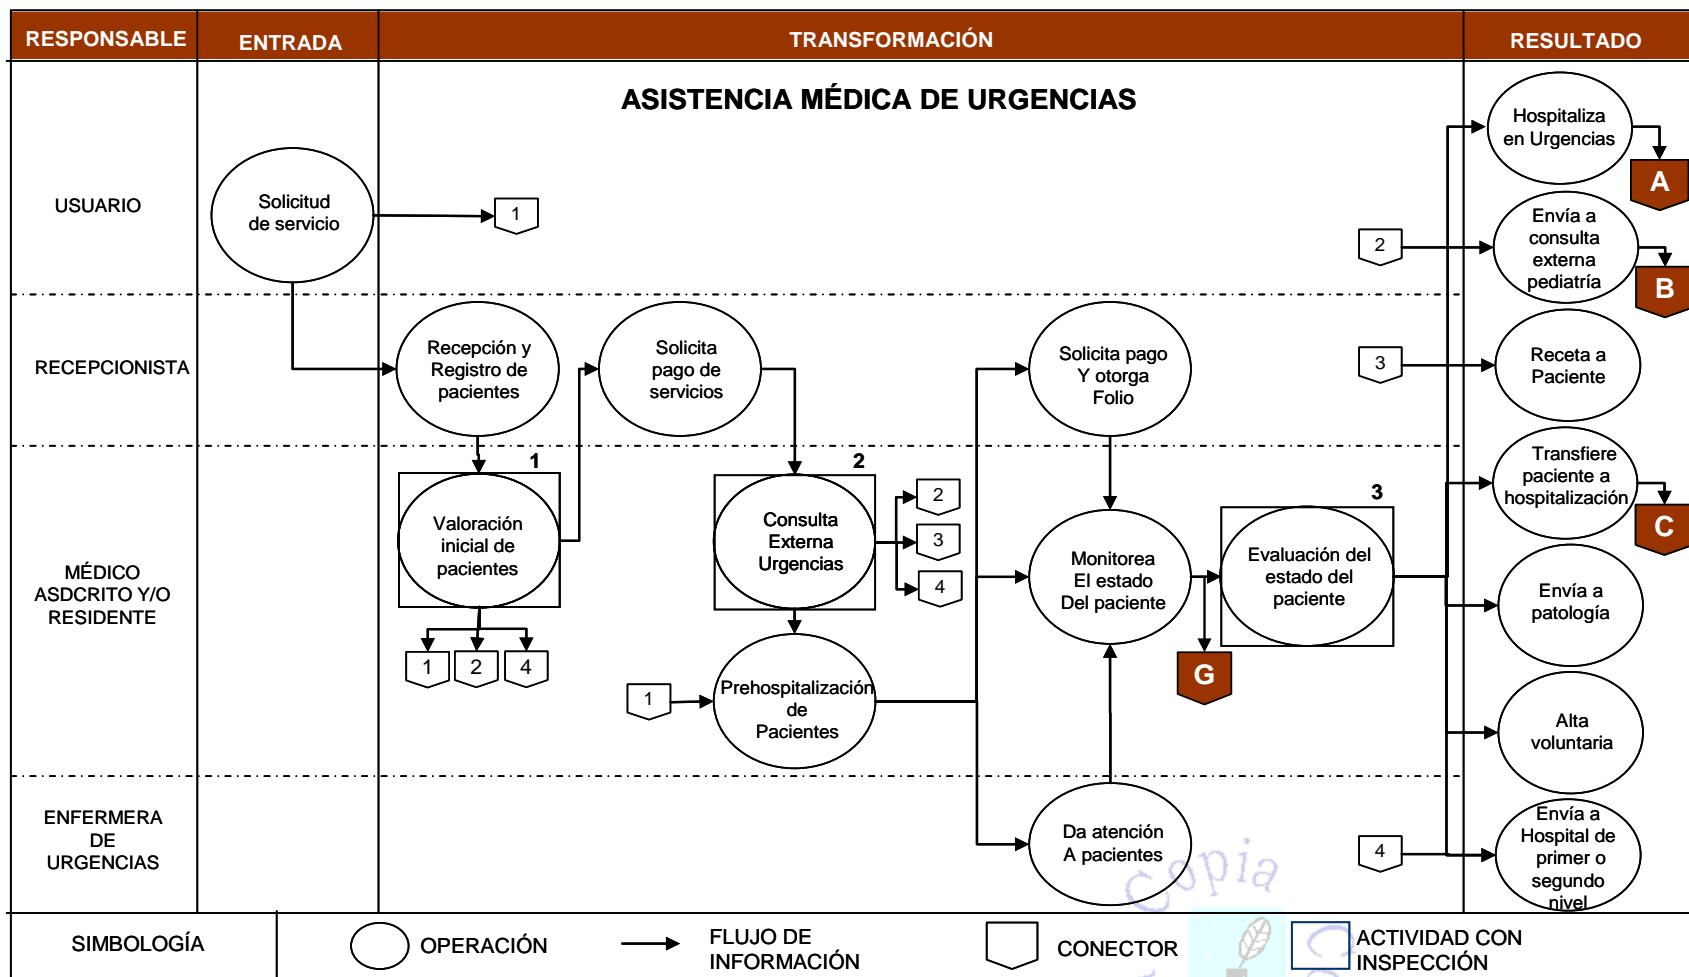 RESPONSABLE
ENTRADA
TRANSFORMACIÓN
RESULTADO
ASISTENCIA MÉDICA DE URGENCIAS
USUARIO
Solicitud
de servicio
1
2
Hospitaliza
en Urgencias
A
Envía a
consulta
externa
pediatría
B
RECEPCIONISTA
Recepción y
Registro de
pacientes
Solicita
pago de
servicios
Solicita pago
Y otorga
Folio
3
Receta a
Paciente
MÉDICO
ASDCRITO Y/O
RESIDENTE
1
Valoración
inicial de
pacientes
1
2
4
2
Consulta
Externa
Urgencias
2
3
4
1
Prehospitalización
de
Pacientes
Monitorea
El estado
Del paciente
G
3
Evaluación del
estado del
paciente
Transfiere
paciente a
hospitalización
C
Envía a
patología
Alta
voluntaria
ENFERMERA
DE
URGENCIAS
Da atención
A pacientes
4
Envía a
Hospital de
primer o
segundo
nivel
Copia
SIMBOLOGÍA
OPERACIÓN
FLUJO DE
INFORMACIÓN
CONECTOR
ACTIVIDAD CON
INSPECCIÓN